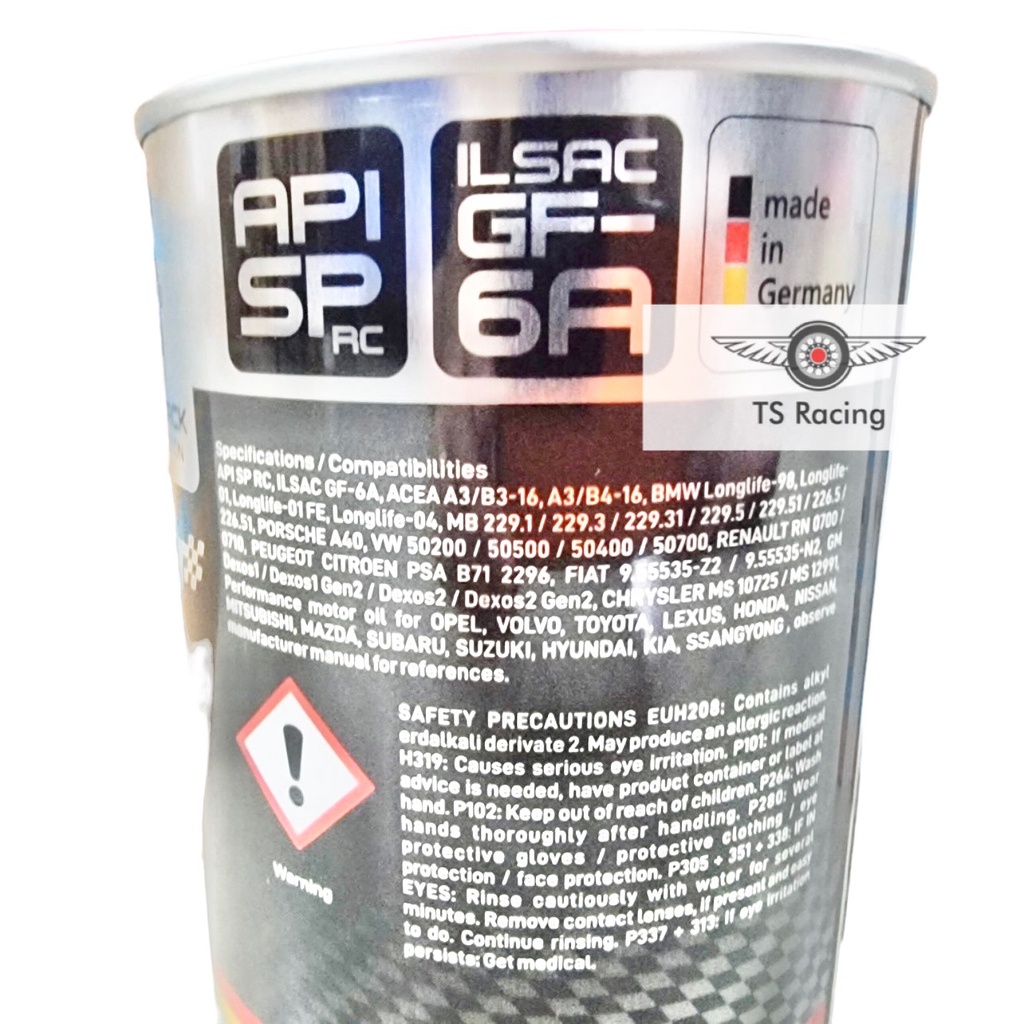 API
SP
RC
ILSAC
GF-
6A
made
in
Germany
TS Racing
Specifications / Compatibilities
API SP RC, ILSAC GF-6A, ACEA A3/B3-16, A3/B4-16, BMW Longlife-98, Longlife-
01, Longlife-01 FE, Longlife-04, MB 229.1 / 229.3 / 229.31 / 229.5 / 229.51 / 226.5 /
226.51, PORSCHE A40, VW 50200 / 50500 / 50400 / 50700, RENAULT RN 0700 /
0710, PEUGEOT CITROEN PSA B71 2296, FIAT 9.55535-Z2 / 9.55535-N2, GM
Dexos1 / Dexos1 Gen2 / Dexos2 / Dexos2 Gen2, CHRYSLER MS 10725 / MS 12991,
Performance motor oil for OPEL, VOLVO, TOYOTA, LEXUS, HONDA, NISSAN,
MITSUBISHI, MAZDA, SUBARU, SUZUKI, HYUNDAI, KIA, SSANGYONG, observe
manufacturer manual for references.
Warning
SAFETY PRECAUTIONS EUH208: Contains alkyl
erdalkali derivate 2. May produce an allergic reaction.
H319: Causes serious eye irritation. P101: If medical
advice is needed, have product container or label at
hand. P102: Keep out of reach of children. P264: Wash
hands thoroughly after handling. P280: Wear
protective gloves / protective clothing / eye
protection / face protection. P305 + 351 + 338: IF IN
EYES: Rinse cautiously with water for several
minutes. Remove contact lenses, if present and easy
to do. Continue rinsing. P337 + 313: If eye irritation
persists: Get medical.